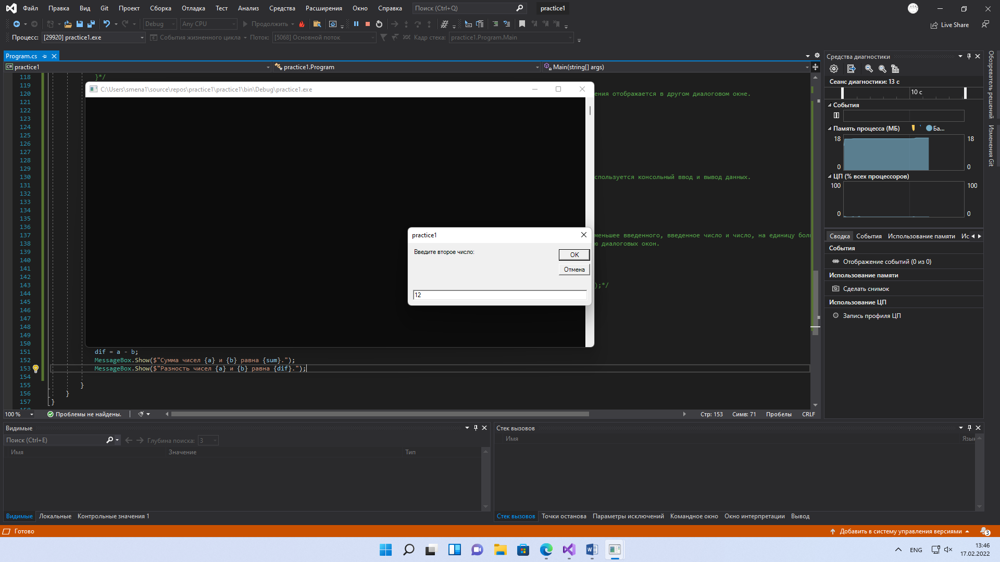 Файл Правка Вид Git Проект Сборка Отладка Тест Анализ Средства Расширения Окно Справка Поиск (Ctrl+Q) practice1
Debug Any CPU Продолжить Live Share
Процесс: [29920] practice1.exe События жизненного цикла Поток: [5068] Основной поток Кадр стека: practice1.Program.Main
Program.cs
C# practice1 practice1.Program Main(string[] args)
118 }*/
119
120 ения отображается в другом диалоговом окне.
121
122
123
124
125
126
127
128
129
130 спользуется консольный ввод и вывод данных.
131
132
133
134
135
136
137 меньшее введенного, введенное число и число, на единицу бол
138 ю диалоговых окон.
139
140
141
142
143 );*/
144
145
146
147
148
149
150
151 dif = a - b;
152 MessageBox.Show($"Сумма чисел {a} и {b} равна {sum}.");
153 MessageBox.Show($"Разность чисел {a} и {b} равна {dif}.");
154
155 }
156 }
157 }
C:\Users\smena1\source\repos\practice1\practice1\bin\Debug\practice1.exe
practice1
Введите второе число:
OK
Отмена
12
100 % Проблемы не найдены. Стр: 153 Симв: 71 Пробелы CRLF
Средства диагностики
Сеанс диагностики: 13 с
10 с
События
Память процесса (МБ) Ба...
18 18
0 0
ЦП (% всех процессоров)
100 100
0 0
Сводка События Использование памяти Ис
События
Отображение событий (0 из 0)
Использование памяти
Сделать снимок
Использование ЦП
Запись профиля ЦП
Обозреватель решений
Изменения Git
Видимые
Поиск (Ctrl+E) Глубина поиска: 3
Имя Значение Тип
Видимые Локальные Контрольные значения 1
Стек вызовов
Имя Язык
Стек вызовов Точки останова Параметры исключений Командное окно Окно интерпретации Вывод
Готово Добавить в систему управления версиями 3
ENG 13:46
17.02.2022